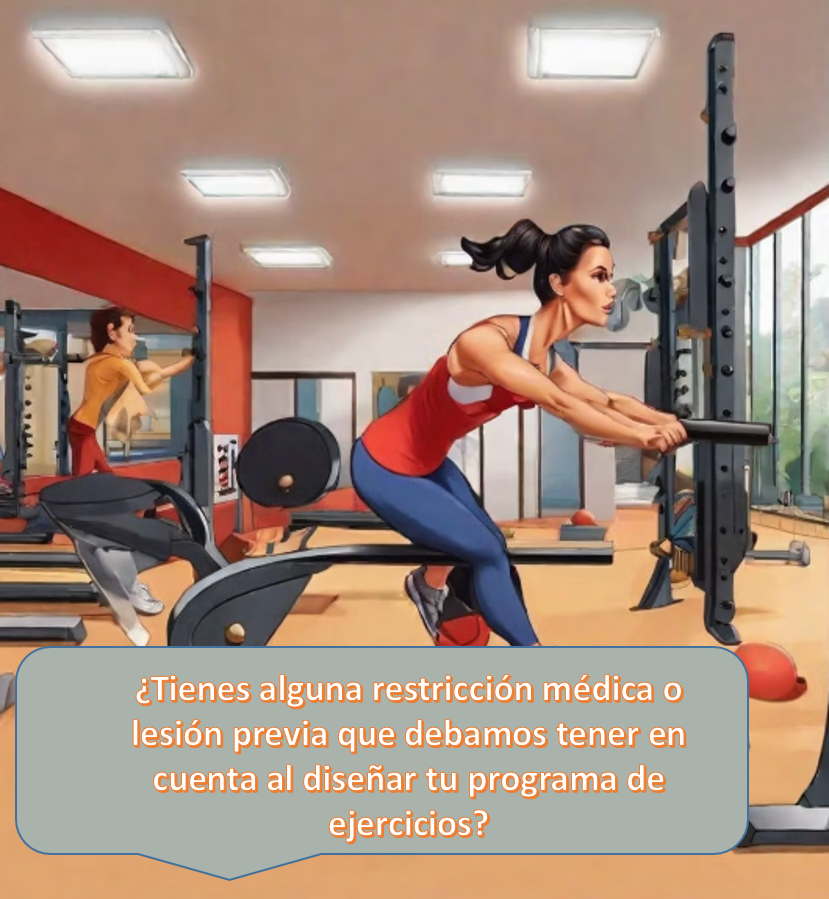 ¿Tienes alguna restricción médica o
lesión previa que debamos tener en
cuenta al diseñar tu programa de
ejercicios?